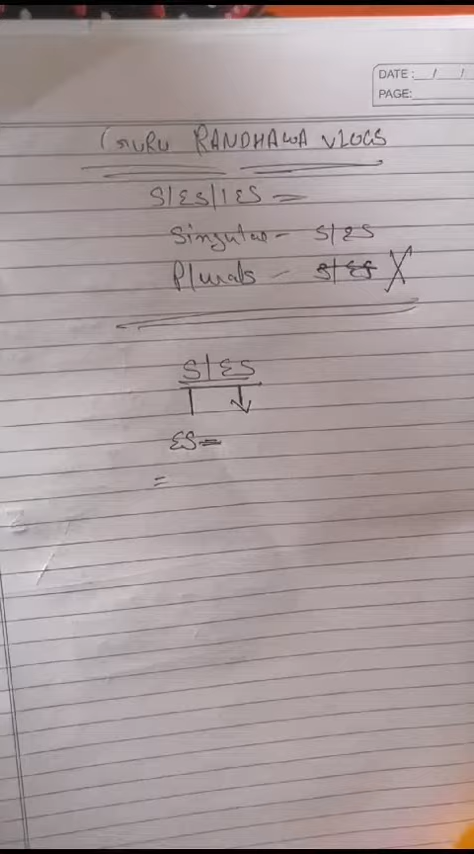 DATE: / /
PAGE:
GURU RANDHAWA VLOGS
S/ES/IES =
Singular - S/ES
Plurals - S/ES X
S/ES
ES =
=